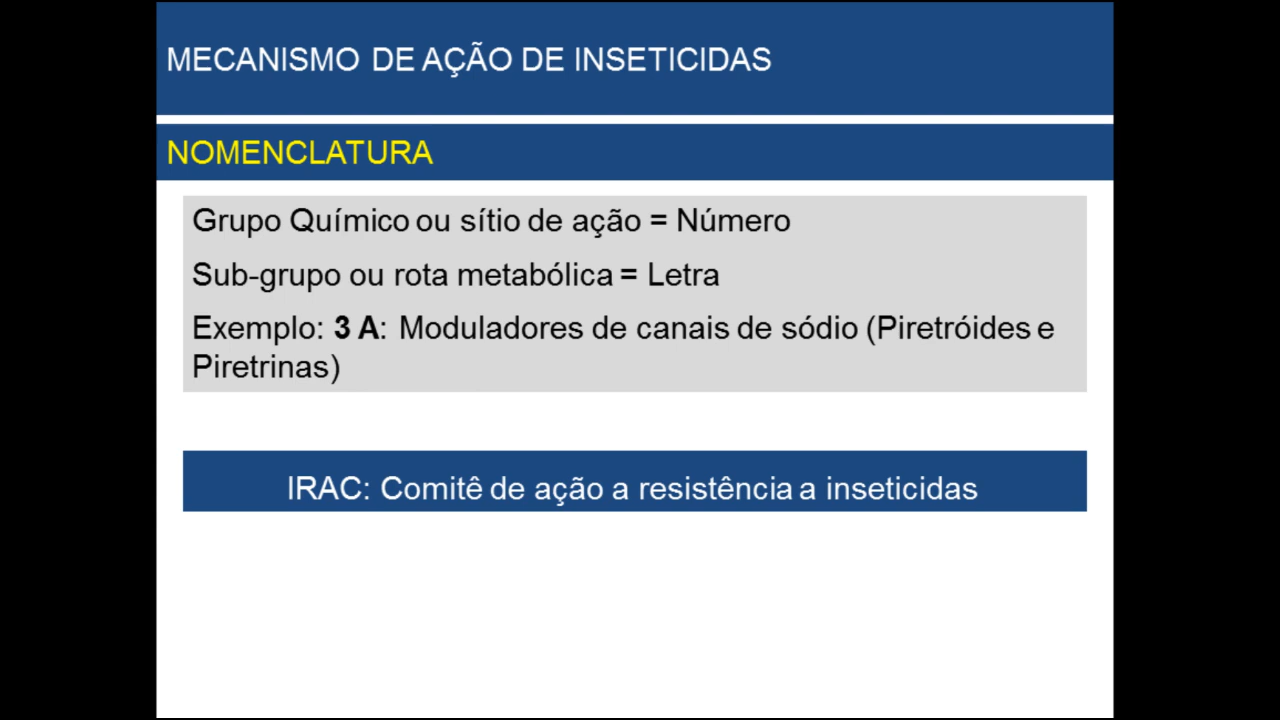 MECANISMO DE AÇÃO DE INSETICIDAS
NOMENCLATURA
Grupo Químico ou sítio de ação = Número
Sub-grupo ou rota metabólica = Letra
Exemplo: 3 A: Moduladores de canais de sódio (Piretróides e
Piretrinas)
IRAC: Comitê de ação a resistência a inseticidas